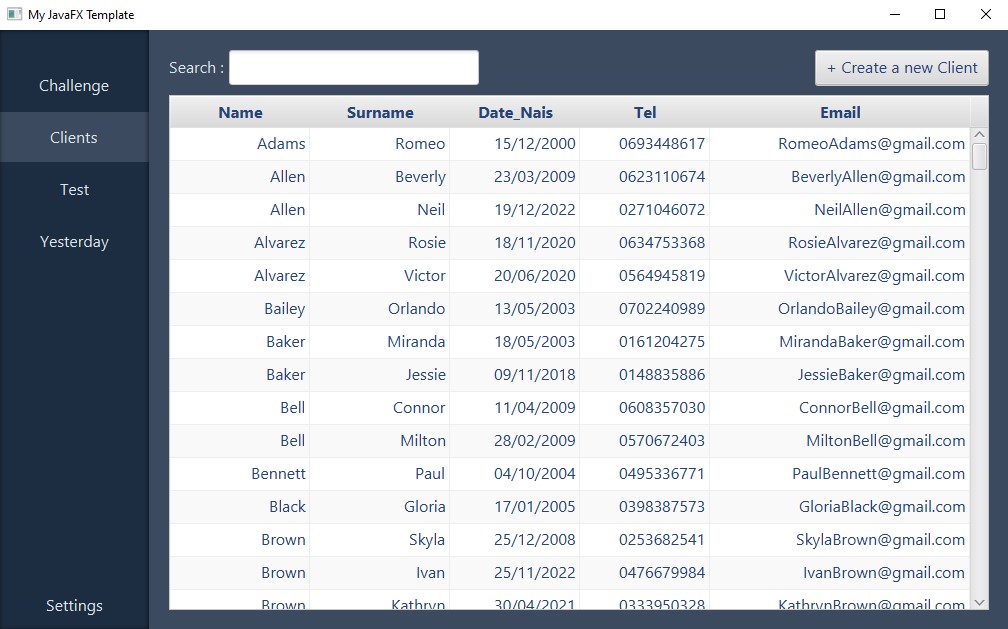 My JavaFX Template
Challenge
Clients
Test
Yesterday
Settings
Search :
+ Create a new Client
Name Surname Date_Nais Tel Email
Adams Romeo 15/12/2000 0693448617 RomeoAdams@gmail.com
Allen Beverly 23/03/2009 0623110674 BeverlyAllen@gmail.com
Allen Neil 19/12/2022 0271046072 NeilAllen@gmail.com
Alvarez Rosie 18/11/2020 0634753368 RosieAlvarez@gmail.com
Alvarez Victor 20/06/2020 0564945819 VictorAlvarez@gmail.com
Bailey Orlando 13/05/2003 0702240989 OrlandoBailey@gmail.com
Baker Miranda 18/05/2003 0161204275 MirandaBaker@gmail.com
Baker Jessie 09/11/2018 0148835886 JessieBaker@gmail.com
Bell Connor 11/04/2009 0608357030 ConnorBell@gmail.com
Bell Milton 28/02/2009 0570672403 MiltonBell@gmail.com
Bennett Paul 04/10/2004 0495336771 PaulBennett@gmail.com
Black Gloria 17/01/2005 0398387573 GloriaBlack@gmail.com
Brown Skyla 25/12/2008 0253682541 SkylaBrown@gmail.com
Brown Ivan 25/11/2022 0476679984 IvanBrown@gmail.com
Brown Kathryn 30/04/2021 0333950328 KathrynBrown@gmail.com